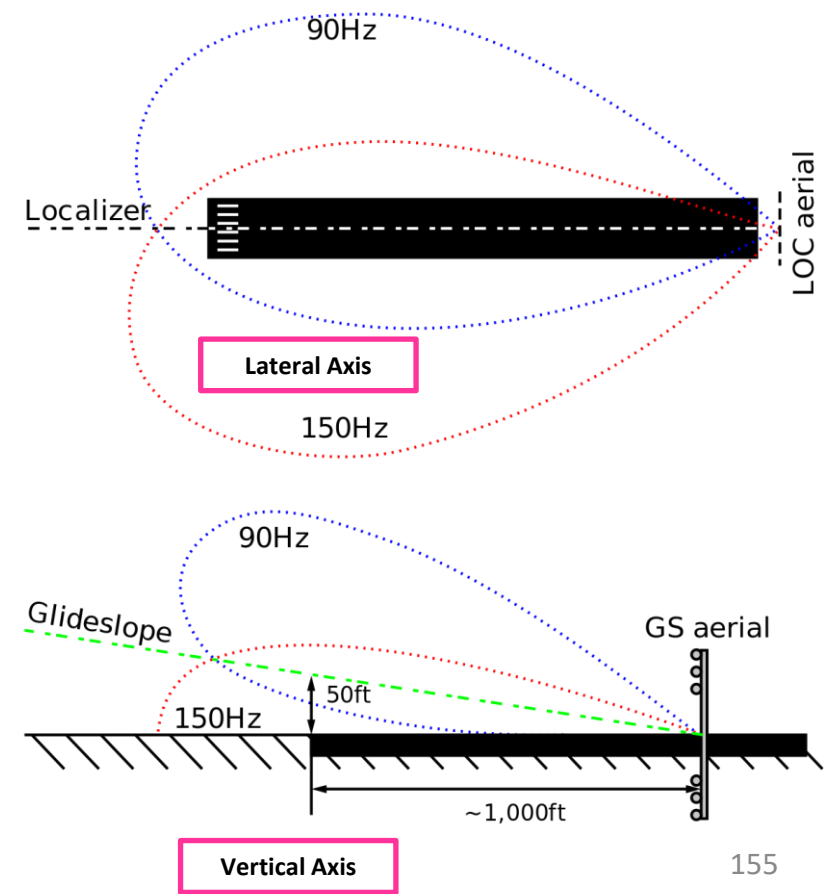 90Hz
Localizer
LOC aerial
Lateral Axis
150Hz
90Hz
Glideslope
GS aerial
50ft
150Hz
~1,000ft
Vertical Axis
155